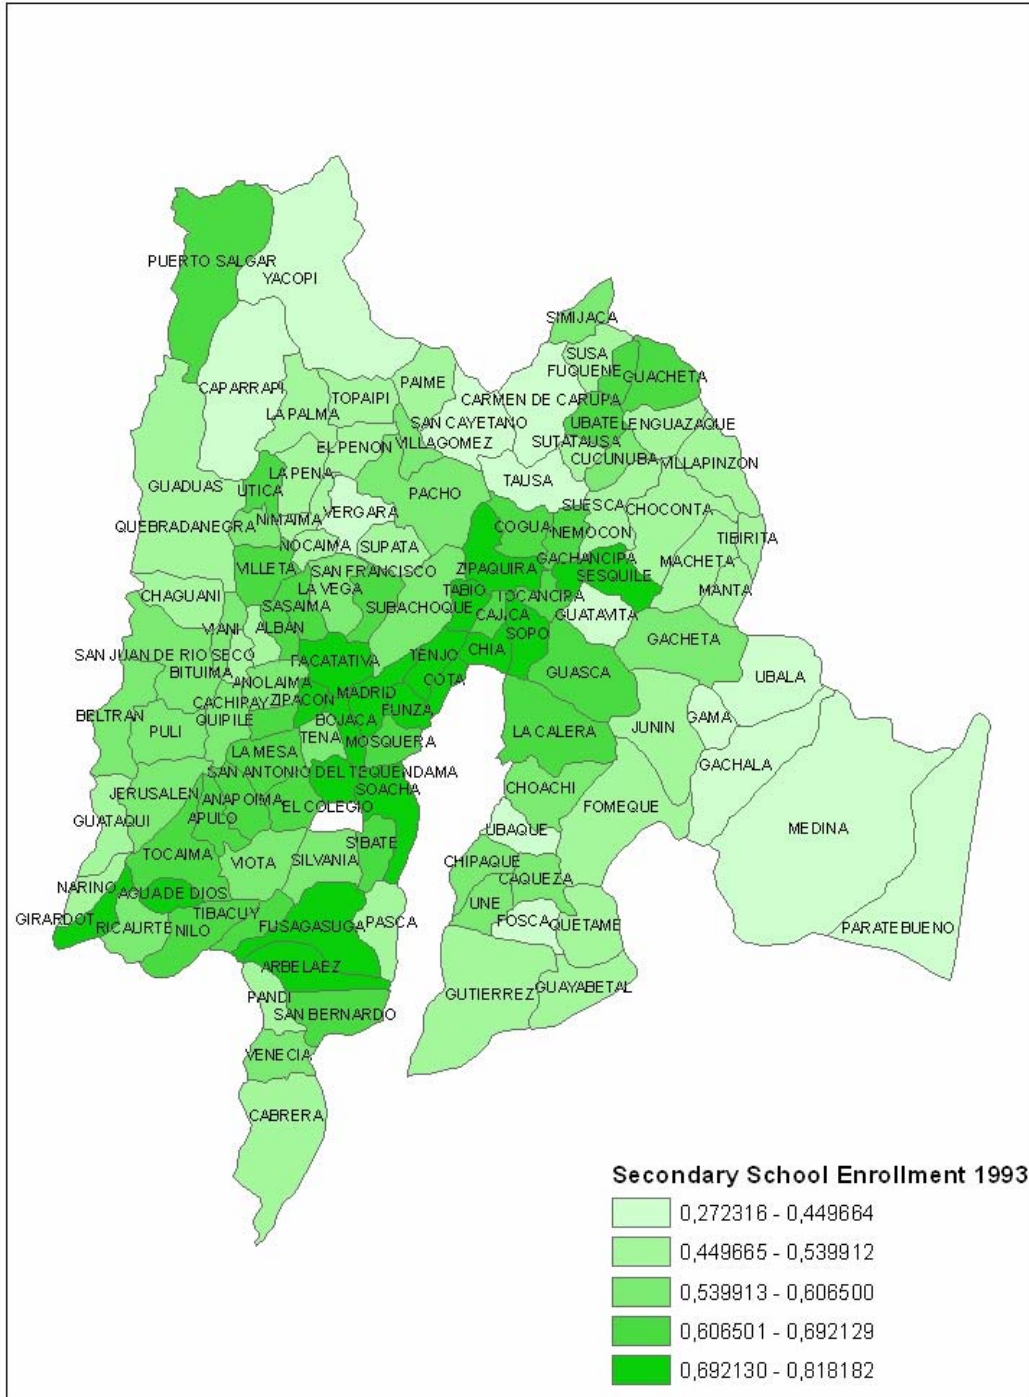 PUERTO SALGAR
YACOPI
SIMIJACA
SUSA
FUQUENE
GUACHETA
CAPARRAPI
PAIME
TOPAIPI
CARMEN DE CARUPA
LA PALMA
SAN CAYETANO
UBATE
LENGUAZAQUE
EL PENON
VILLAGOMEZ
SUTATAUSA
CUCUNUBA
VILLAPINZON
LA PENA
TAUSA
GUADUAS
UTICA
PACHO
SUESCA
CHOCONTA
VERGARA
QUEBRADANEGRA
NIMAIMA
COGUA
NEMOCON
TIBIRITA
NOCAIMA
SUPATA
GACHANCIPA
MACHETA
VILLETA
SAN FRANCISCO
ZIPAQUIRA
SESQUILE
CHAGUANI
LA VEGA
TABIO
TOCANCIPA
MANTA
SASAIMA
SUBACHOQUE
CAJICA
GUATAVITA
VIANI
ALBAN
SOPO
GACHETA
SAN JUAN DE RIO SECO
FACATATIVA
TENJO
CHIA
BITUIMA
GUASCA
UBALA
ANOLAIMA
COTA
CACHIPAY
ZIPACON
MADRID
FUNZA
BELTRAN
QUIPILE
BOJACA
GAMA
PULI
TENA
MOSQUERA
LA CALERA
JUNIN
LA MESA
GACHALA
SAN ANTONIO DEL TEQUENDAMA
JERUSALEN
SOACHA
CHOACHI
ANAPOIMA
EL COLEGIO
FOMEQUE
GUATAQUI
APULO
UBAQUE
MEDINA
SIBATE
TOCAIMA
VIOTA
SILVANIA
CHIPAQUE
CAQUEZA
NARINO
AGUA DE DIOS
UNE
GIRARDOT
TIBACUY
PASCA
FOSCA
RICAURTE
NILO
FUSAGASUGA
QUETAME
PARATEBUENO
ARBELAEZ
PANDI
GUTIERREZ
GUAYABETAL
SAN BERNARDO
VENECIA
CABRERA
Secondary School Enrollment 1993
0,272316 - 0,449664
0,449665 - 0,539912
0,539913 - 0,606500
0,606501 - 0,692129
0,692130 - 0,818182